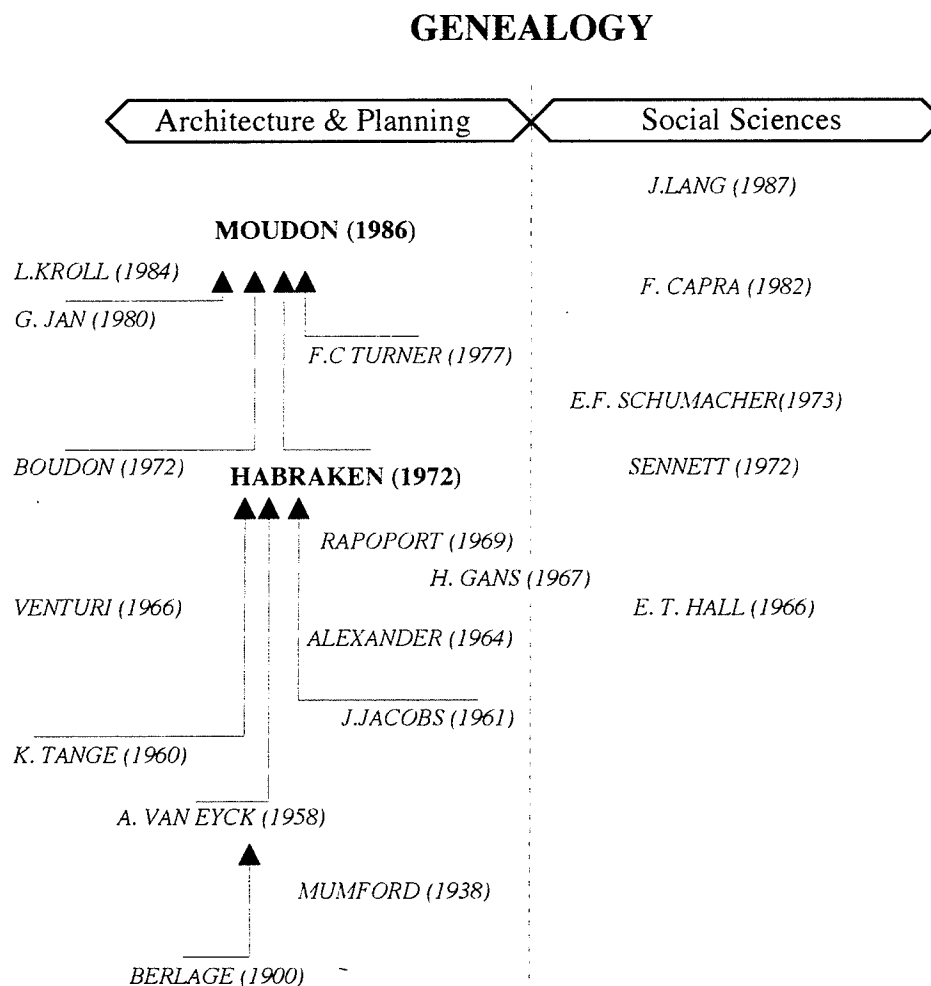 GENEALOGY
Architecture & Planning
Social Sciences
J.LANG (1987)
MOUDON (1986)
L.KROLL (1984)
F. CAPRA (1982)
G. JAN (1980)
F.C TURNER (1977)
E.F. SCHUMACHER(1973)
BOUDON (1972)
HABRAKEN (1972)
SENNETT (1972)
RAPOPORT (1969)
H. GANS (1967)
VENTURI (1966)
E. T. HALL (1966)
ALEXANDER (1964)
J.JACOBS (1961)
K. TANGE (1960)
A. VAN EYCK (1958)
MUMFORD (1938)
BERLAGE (1900)